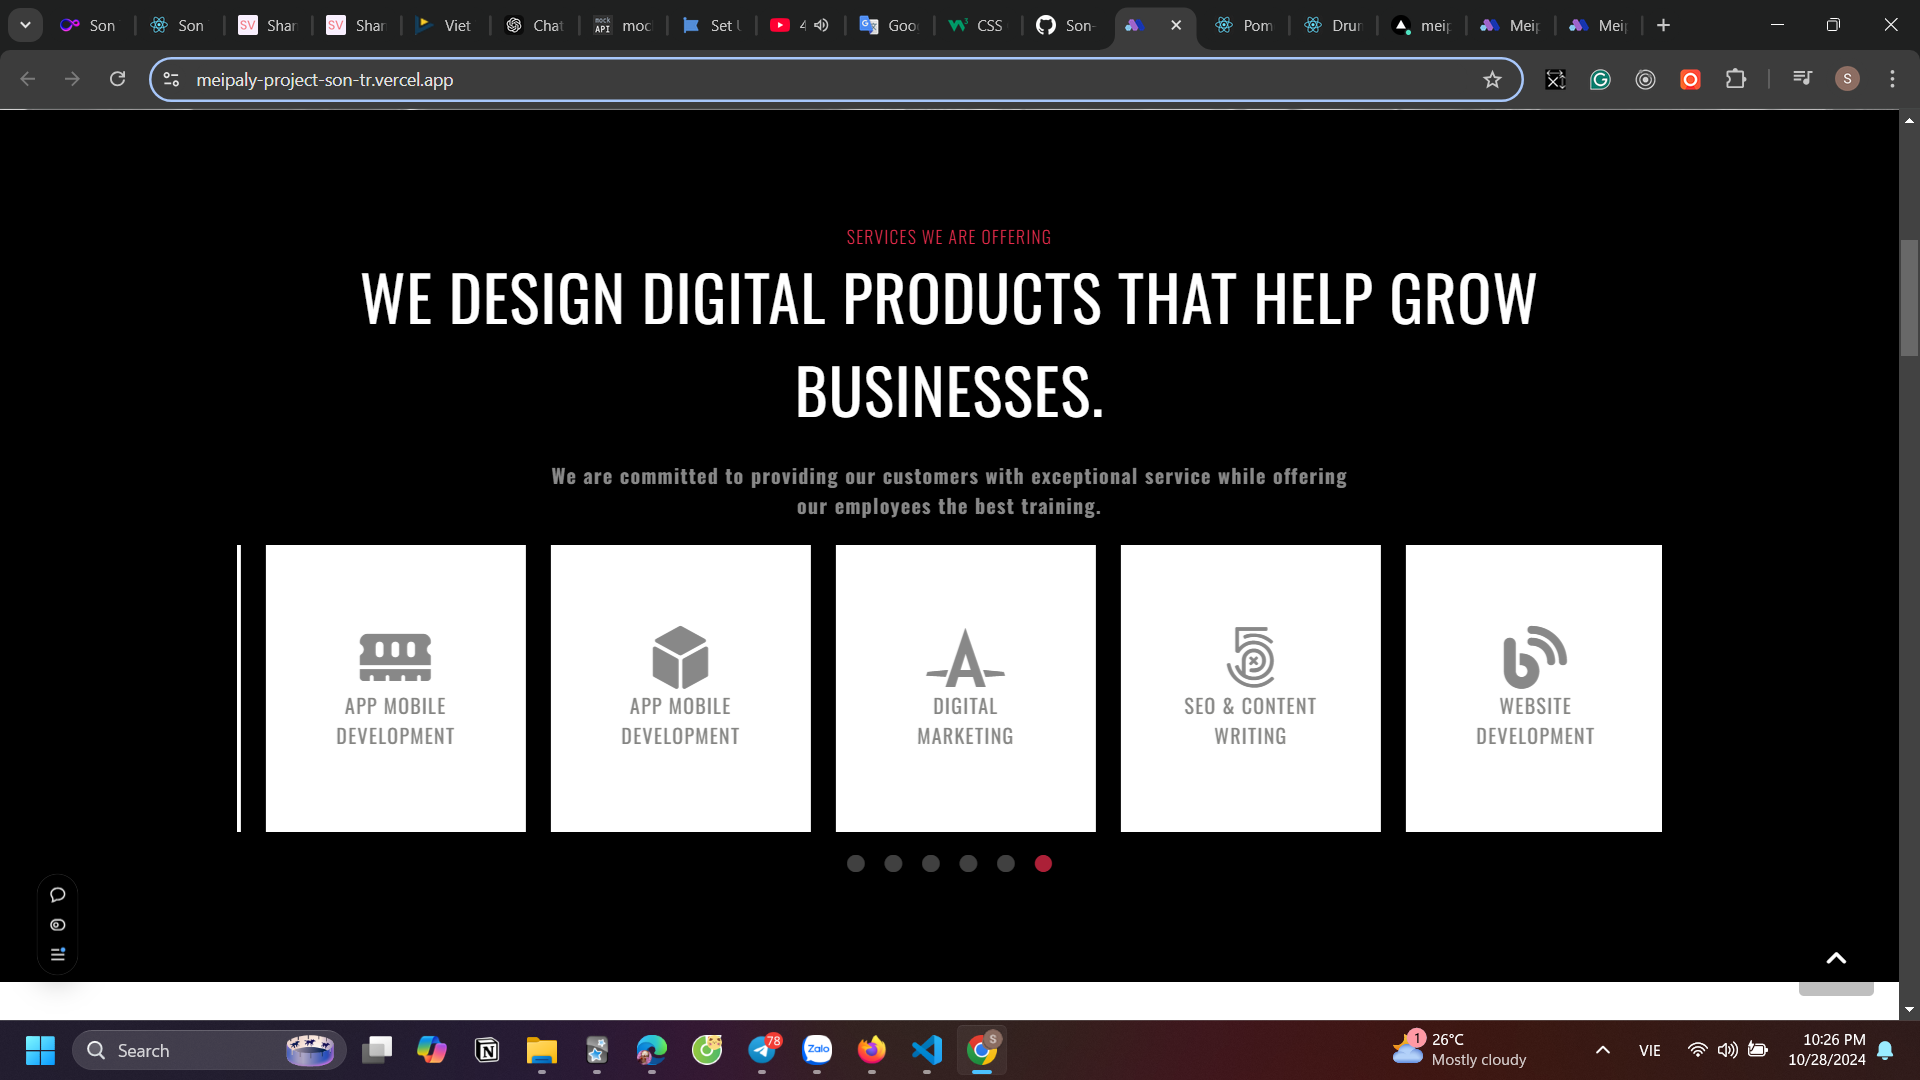 Son
Son
Shar
Shar
Viet
Chat
mock API
moc
Set U
4
Goo
CSS
Son-
Pom
Drun
meip
Meip
Meip
meipaly-project-son-tr.vercel.app
S
SERVICES WE ARE OFFERING
WE DESIGN DIGITAL PRODUCTS THAT HELP GROW
BUSINESSES.
We are committed to providing our customers with exceptional service while offering
our employees the best training.
APP MOBILE
DEVELOPMENT
APP MOBILE
DEVELOPMENT
DIGITAL
MARKETING
SEO & CONTENT
WRITING
WEBSITE
DEVELOPMENT
Search
78
Zalo
S
1
26°C
Mostly cloudy
VIE
10:26 PM
10/28/2024